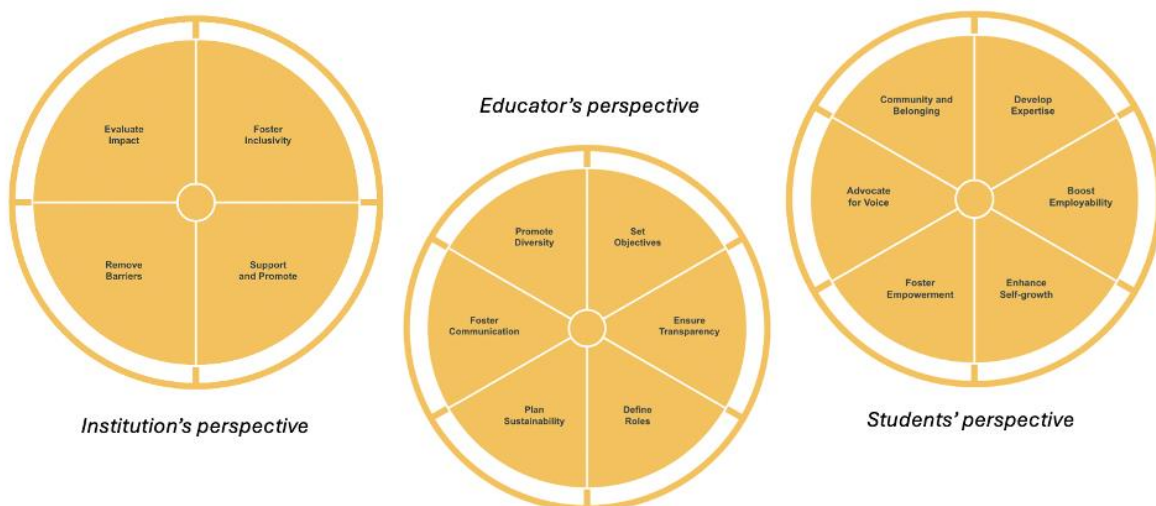 Evaluate
Impact
Foster
Inclusivity
Remove
Barriers
Support
and Promote
Institution's perspective
Educator's perspective
Promote
Diversity
Set
Objectives
Foster
Communication
Ensure
Transparency
Plan
Sustainability
Define
Roles
Community and
Belonging
Develop
Expertise
Advocate
for Voice
Boost
Employability
Foster
Empowerment
Enhance
Self-growth
Students' perspective